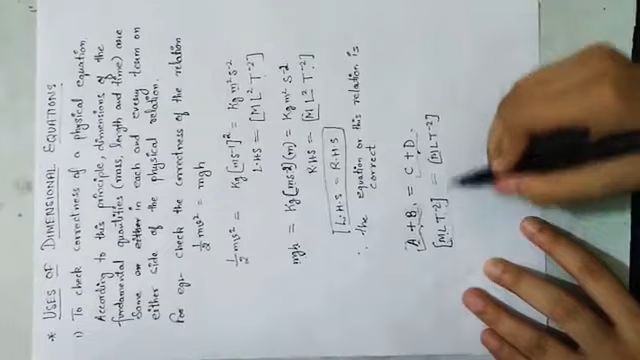 * USES OF DIMENSIONAL EQUATIONS
1) To check correctness of a physical equation.
According to this principle, dimensions of the
fundamental quantities (mass, length and time) are
same on either in each and every term on
either side of the physical relation.
For eg:- check the correctness of the relation
1/2 mv² = mgh
1/2 mv² = Kg [ms⁻¹]² = Kg m² s⁻²
L.H.S = [M L² T⁻²]
mgh = Kg (ms⁻²)(m) = Kg m² s⁻²
R.H.S = [M L² T⁻²]
[L.H.S = R.H.S]
∴ the equation or this relation is
correct
A + B = C + D.
[M L T⁻²] = [M L T⁻²]